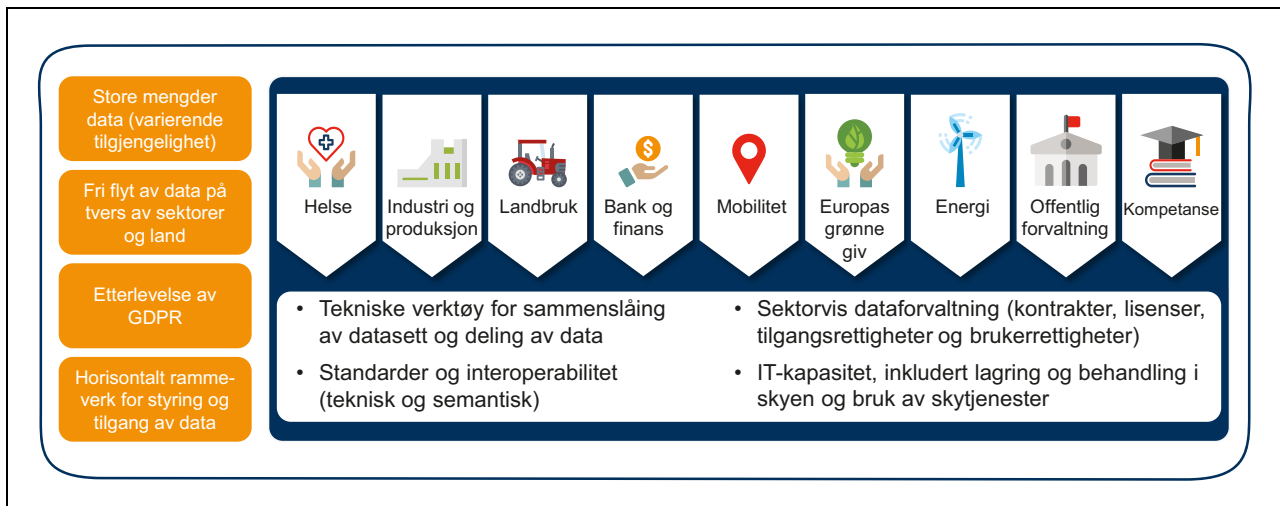 Store mengder
data (varierende
tilgjengelighet)
Fri flyt av data på
tvers av sektorer
og land
Etterlevelse av
GDPR
Horisontalt ramme-
verk for styring og
tilgang av data
Helse
Industri og
produksjon
Landbruk
Bank og
finans
Mobilitet
Europas
grønne
giv
Energi
Offentlig
forvaltning
Kompetanse
• Tekniske verktøy for sammenslåing
av datasett og deling av data
• Standarder og interoperabilitet
(teknisk og semantisk)
• Sektorvis dataforvaltning (kontrakter, lisenser,
tilgangsrettigheter og brukerrettigheter)
• IT-kapasitet, inkludert lagring og behandling i
skyen og bruk av skytjenester